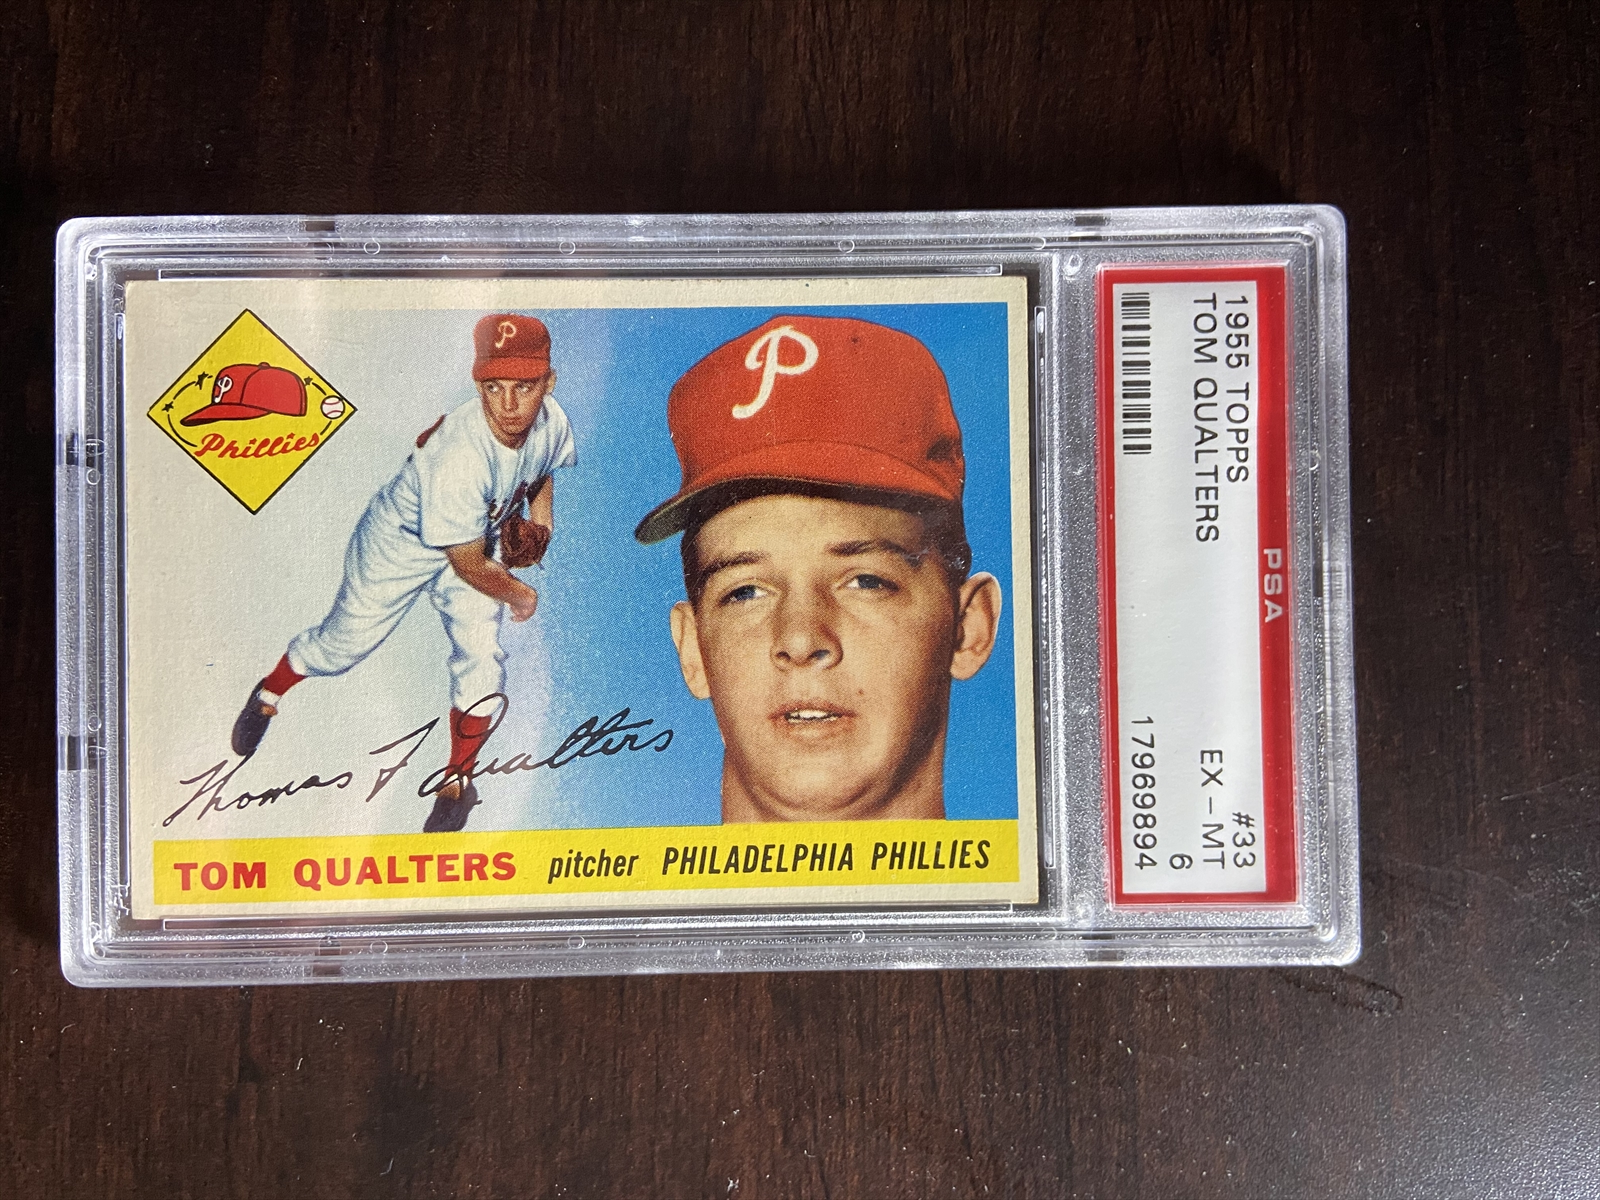 P
P
P
Phillies
Thomas F Qualters
TOM QUALTERS pitcher PHILADELPHIA PHILLIES
1955 TOPPS #33
TOM QUALTERS EX - MT
6
17969894
PSA